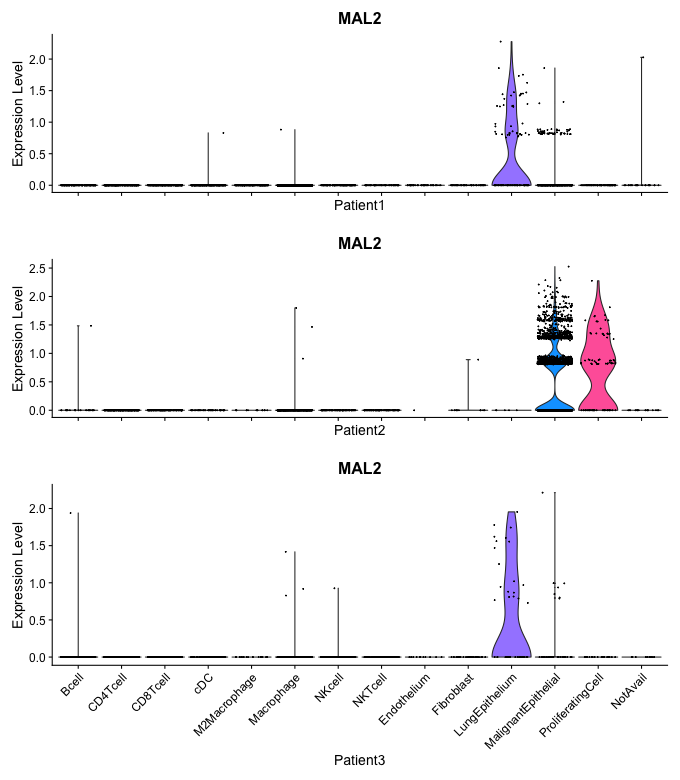 MAL2
Expression Level
2.0
1.5
1.0
0.5
0.0
Patient1
MAL2
Expression Level
2.5
2.0
1.5
1.0
0.5
0.0
Patient2
MAL2
Expression Level
2.0
1.5
1.0
0.5
0.0
Bcell
CD4Tcell
CD8Tcell
cDC
M2Macrophage
Macrophage
NKcell
NKTcell
Endothelium
Fibroblast
LungEpithelium
MalignantEpithelial
ProliferatingCell
NotAvail
Patient3